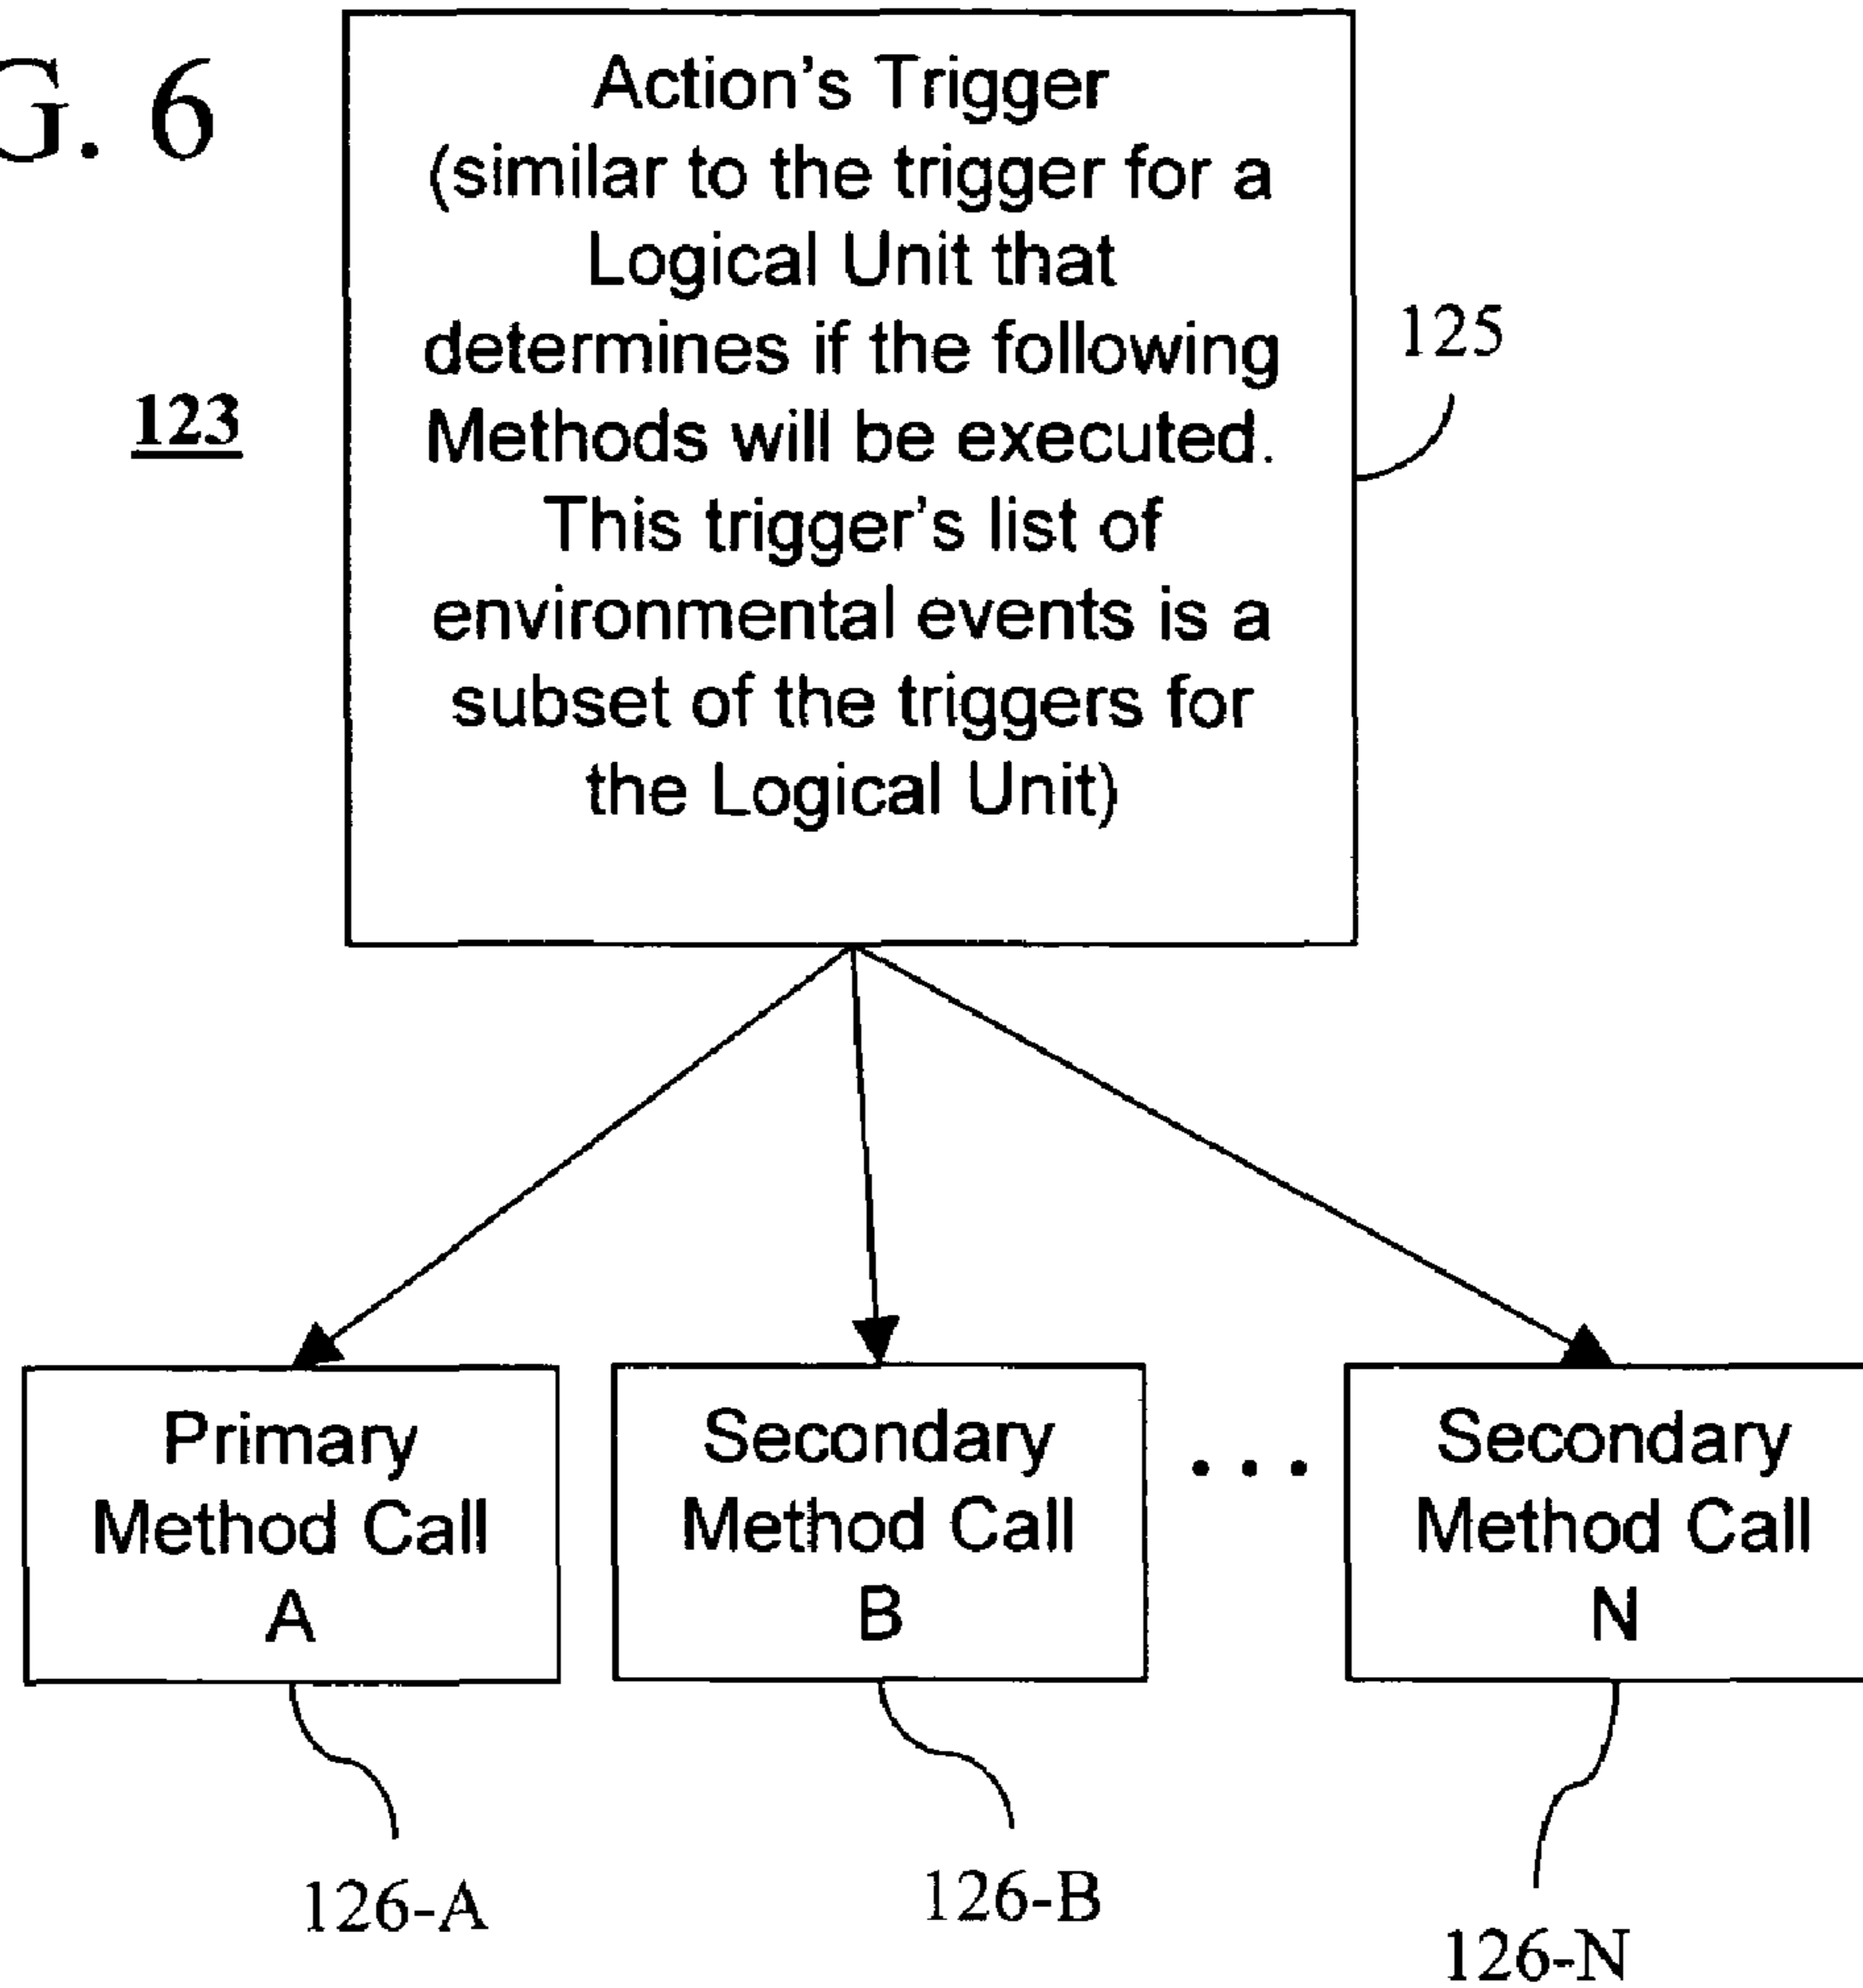 G. 6
Action's Trigger
(similar to the trigger for a
Logical Unit that
determines if the following
Methods will be executed.
This trigger's list of
environmental events is a
subset of the triggers for
the Logical Unit)
125
123
Primary
Method Call
A
Secondary
Method Call
B
...
Secondary
Method Call
N
126-A
126-B
126-N